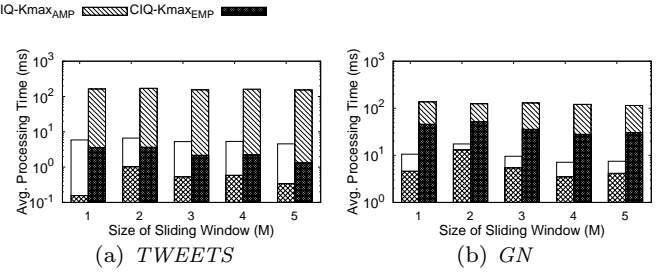 IQ-Kmax_AMP CIQ-Kmax_EMP
Avg. Processing Time (ms)
10^3
10^2
10^1
10^0
10^-1
1 2 3 4 5
Size of Sliding Window (M)
(a) TWEETS
Avg. Processing Time (ms)
10^3
10^2
10^1
10^0
1 2 3 4 5
Size of Sliding Window (M)
(b) GN